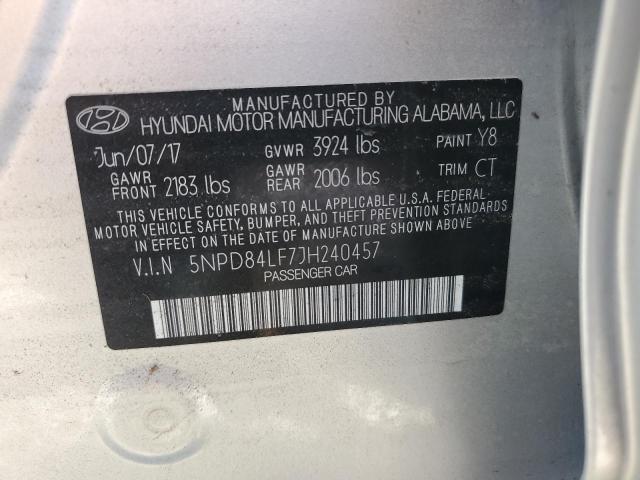 MANUFACTURED BY
HYUNDAI MOTOR MANUFACTURING ALABAMA, LLC
Jun/07/17 GVWR 3924 lbs PAINT Y8
GAWR FRONT 2183 lbs GAWR REAR 2006 lbs TRIM CT
THIS VEHICLE CONFORMS TO ALL APPLICABLE U.S.A. FEDERAL
MOTOR VEHICLE SAFETY, BUMPER, AND THEFT PREVENTION STANDARDS
IN EFFECT ON THE DATE OF MANUFACTURE SHOWN ABOVE.
V.I.N 5NPD84LF7JH240457
PASSENGER CAR